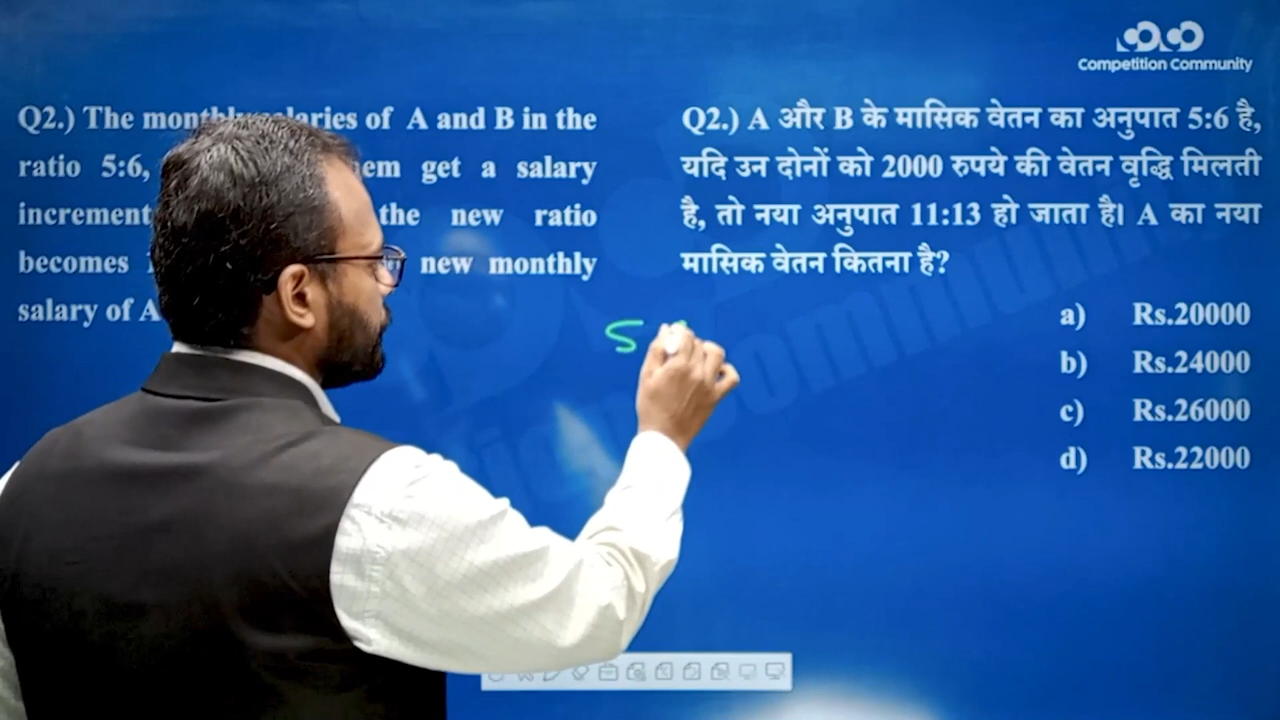 Competition Community
Q2.) The monthly salaries of A and B in the
ratio 5:6, get a salary
increment the new ratio
becomes new monthly
salary of A
Q2.) A और B के मासिक वेतन का अनुपात 5:6 है,
यदि उन दोनों को 2000 रुपये की वेतन वृद्धि मिलती
है, तो नया अनुपात 11:13 हो जाता है। A का नया
मासिक वेतन कितना है?
a) Rs.20000
b) Rs.24000
c) Rs.26000
d) Rs.22000
5